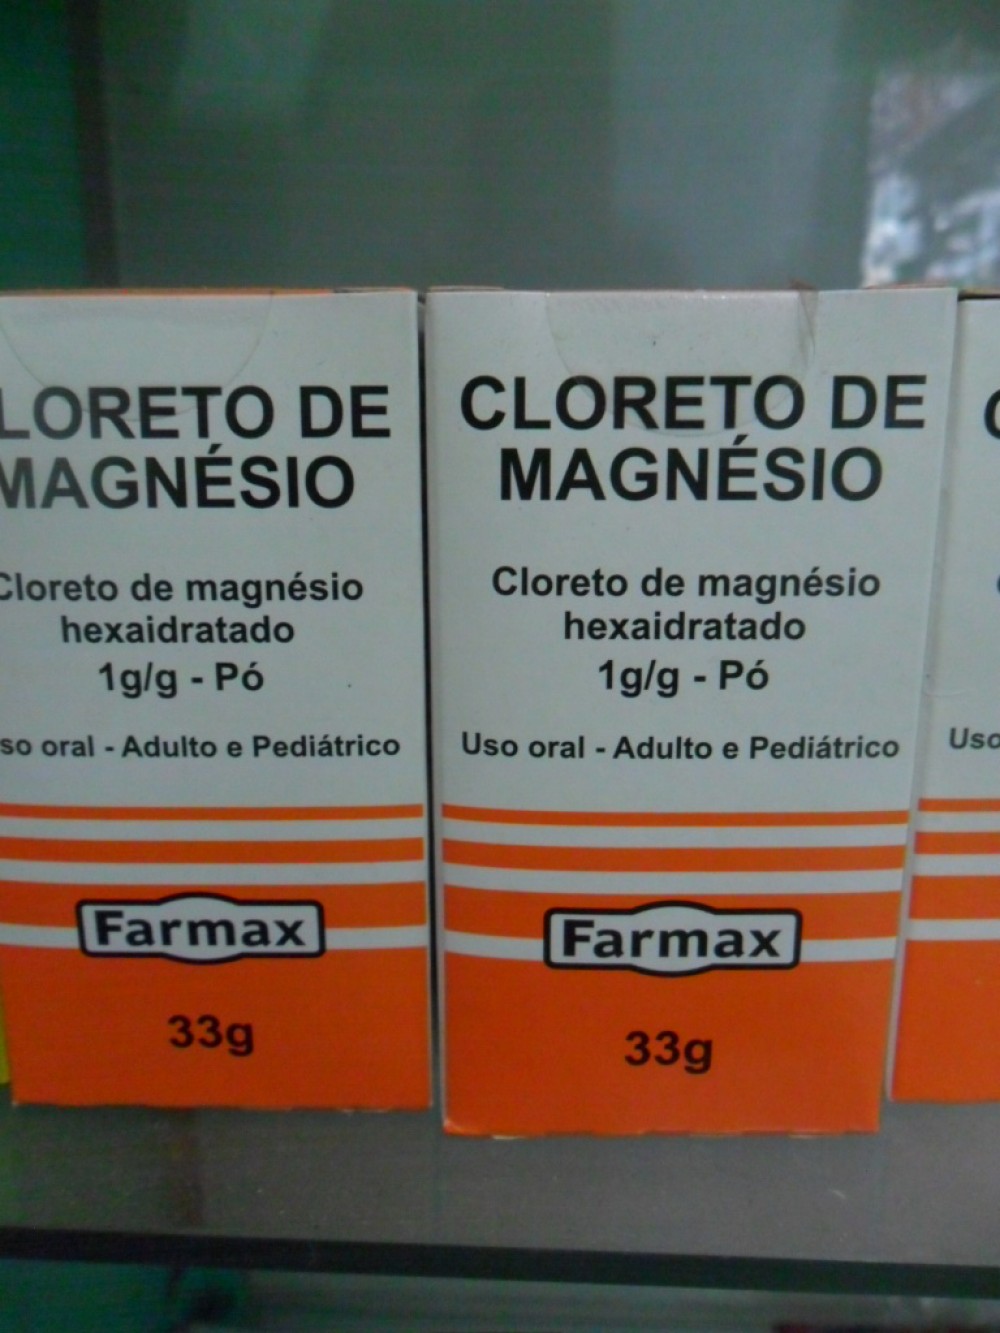 LORETO DE
MAGNÉSIO
Cloreto de magnésio
hexaidratado
1g/g - Pó
so oral - Adulto e Pediátrico
Farmax
33g
CLORETO DE
MAGNÉSIO
Cloreto de magnésio
hexaidratado
1g/g - Pó
Uso oral - Adulto e Pediátrico
Farmax
33g
C
Uso